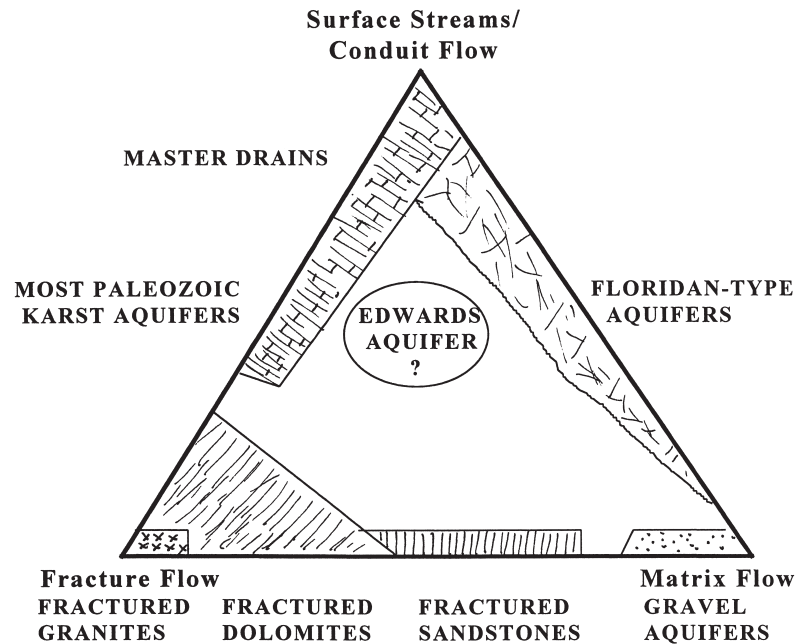 Surface Streams/
Conduit Flow
MASTER DRAINS
MOST PALEOZOIC
KARST AQUIFERS
FLORIDAN-TYPE
AQUIFERS
EDWARDS
AQUIFER
?
Fracture Flow
Matrix Flow
FRACTURED
GRANITES
FRACTURED
DOLOMITES
FRACTURED
SANDSTONES
GRAVEL
AQUIFERS